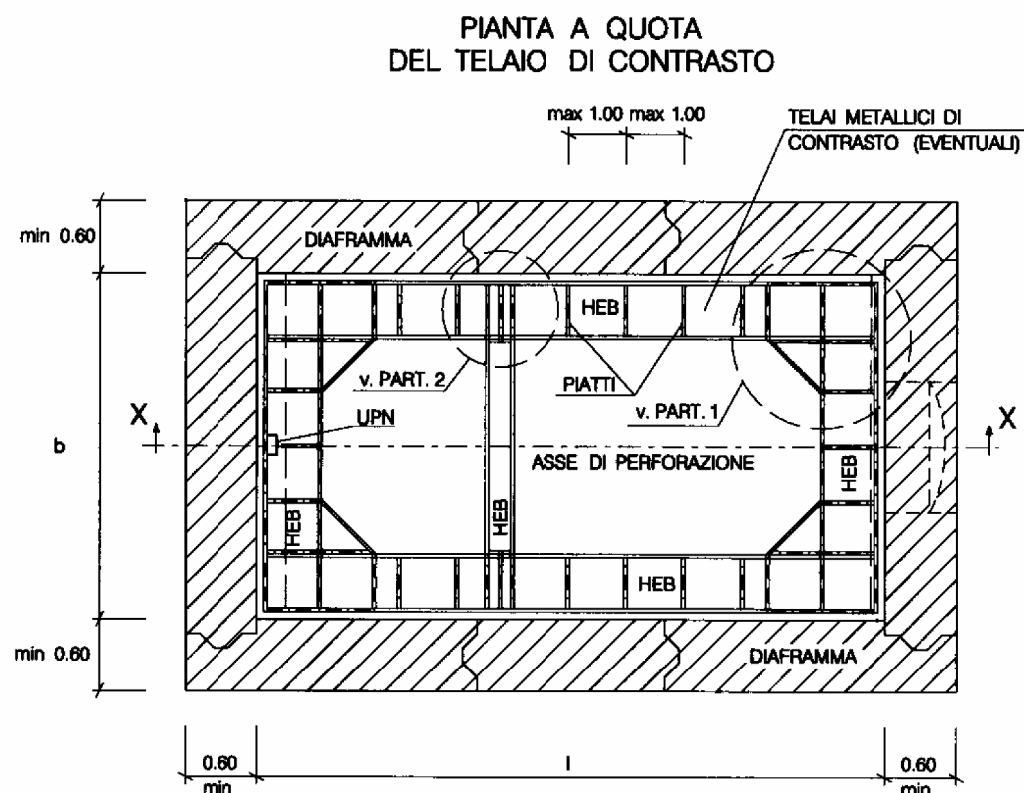 PIANTA A QUOTA
DEL TELAIO DI CONTRASTO
max 1.00 max 1.00
TELAI METALLICI DI
CONTRASTO (EVENTUALI)
min 0.60
DIAFRAMMA
HEB
v. PART. 2
PIATTI
v. PART. 1
UPN
X
X
b
ASSE DI PERFORAZIONE
HEB
HEB
HEB
HEB
min 0.60
DIAFRAMMA
0.60
min
l
0.60
min